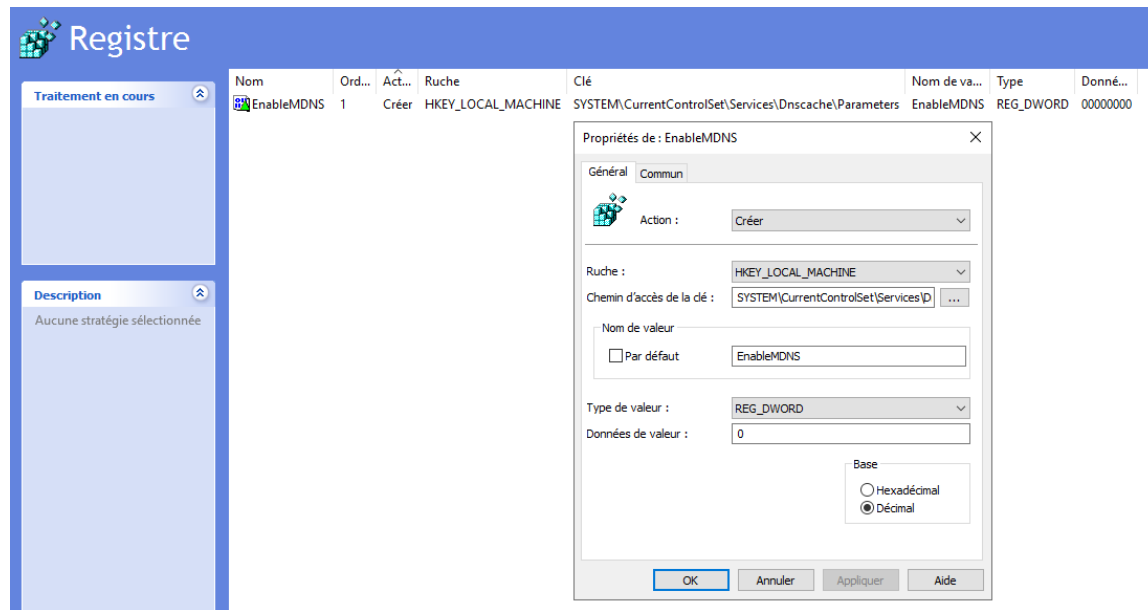 Registre
Traitement en cours
Description
Aucune stratégie sélectionnée
Nom Ord... Act... Ruche Clé Nom de va... Type Donné...
EnableMDNS 1 Créer HKEY_LOCAL_MACHINE SYSTEM\CurrentControlSet\Services\Dnscache\Parameters EnableMDNS REG_DWORD 00000000
Propriétés de : EnableMDNS
Général Commun
Action : Créer
Ruche : HKEY_LOCAL_MACHINE
Chemin d'accès de la clé : SYSTEM\CurrentControlSet\Services\D ...
Nom de valeur
Par défaut EnableMDNS
Type de valeur : REG_DWORD
Données de valeur : 0
Base
Hexadécimal
Décimal
OK Annuler Appliquer Aide